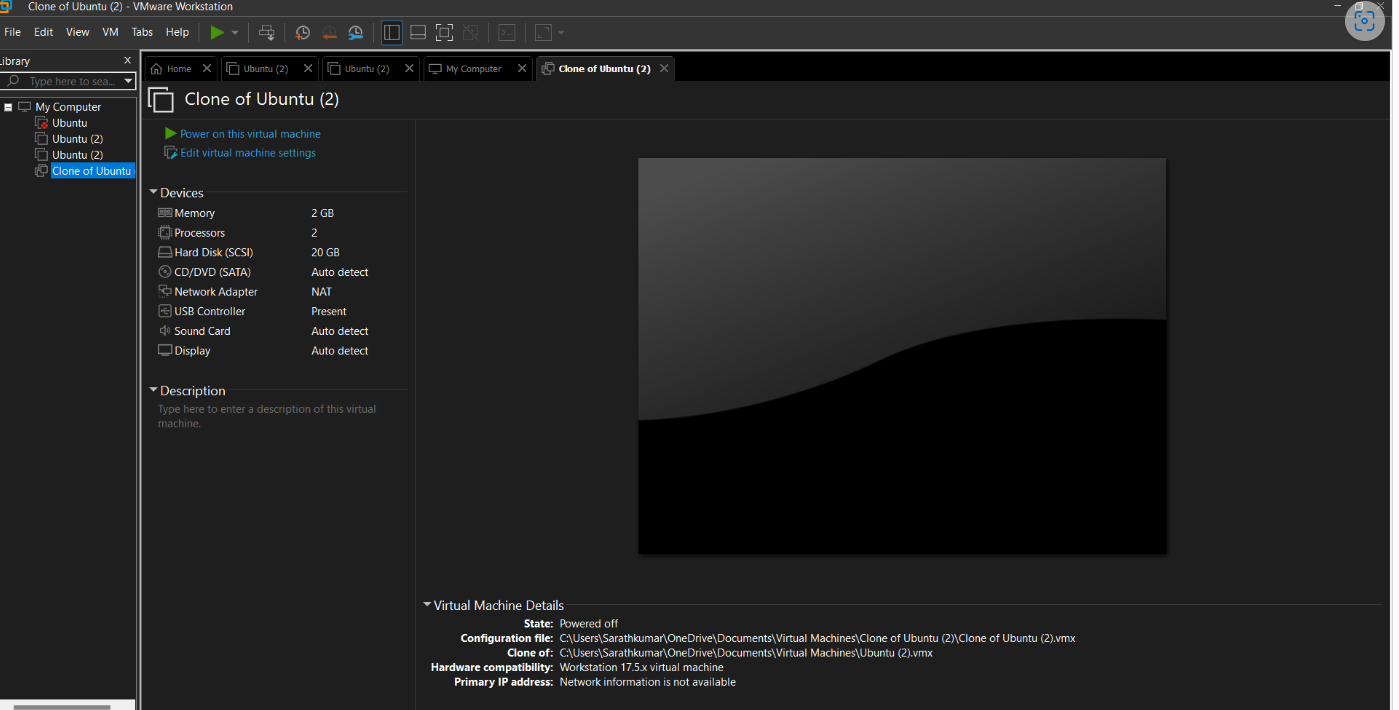 Clone of Ubuntu (2) - VMware Workstation
File Edit View VM Tabs Help
Library X
Type here to sea...
Home Ubuntu (2) Ubuntu (2) My Computer Clone of Ubuntu (2)
My Computer
Ubuntu
Ubuntu (2)
Ubuntu (2)
Clone of Ubuntu
Clone of Ubuntu (2)
Power on this virtual machine
Edit virtual machine settings
Devices
Memory 2 GB
Processors 2
Hard Disk (SCSI) 20 GB
CD/DVD (SATA) Auto detect
Network Adapter NAT
USB Controller Present
Sound Card Auto detect
Display Auto detect
Description
Type here to enter a description of this virtual
machine.
Virtual Machine Details
State: Powered off
Configuration file: C:\Users\Sarathkumar\OneDrive\Documents\Virtual Machines\Clone of Ubuntu (2)\Clone of Ubuntu (2).vmx
Clone of: C:\Users\Sarathkumar\OneDrive\Documents\Virtual Machines\Ubuntu (2).vmx
Hardware compatibility: Workstation 17.5.x virtual machine
Primary IP address: Network information is not available